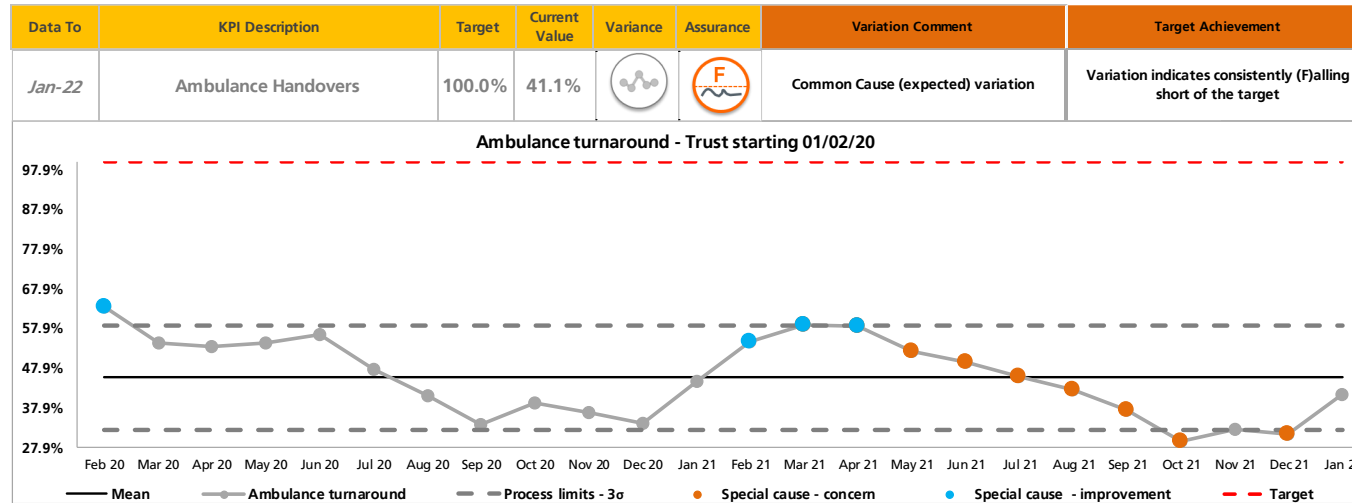 Data To KPI Description Target Current Value Variance Assurance Variation Comment Target Achievement
Jan-22 Ambulance Handovers 100.0% 41.1% F Common Cause (expected) variation Variation indicates consistently (F)alling
short of the target
Ambulance turnaround - Trust starting 01/02/20
97.9%
87.9%
77.9%
67.9%
57.9%
47.9%
37.9%
27.9%
Feb 20 Mar 20 Apr 20 May 20 Jun 20 Jul 20 Aug 20 Sep 20 Oct 20 Nov 20 Dec 20 Jan 21 Feb 21 Mar 21 Apr 21 May 21 Jun 21 Jul 21 Aug 21 Sep 21 Oct 21 Nov 21 Dec 21 Jan 2
Mean Ambulance turnaround Process limits - 3σ Special cause - concern Special cause - improvement Target